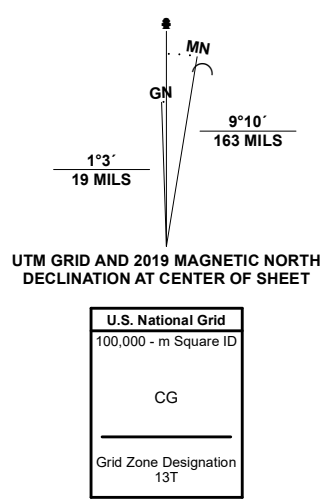 MN
GN
9°10´
163 MILS
1°3´
19 MILS
UTM GRID AND 2019 MAGNETIC NORTH
DECLINATION AT CENTER OF SHEET
U.S. National Grid
100,000 - m Square ID
CG
Grid Zone Designation
13T